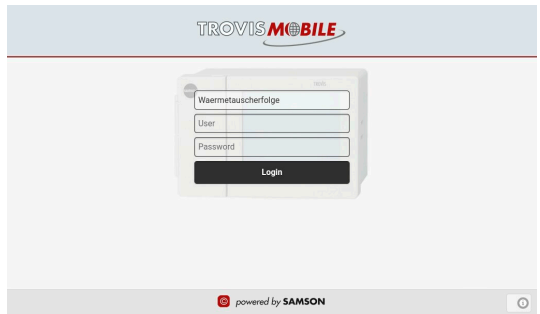 TROVIS MOBILE
Waermetauscherfolge
User
Password
Login
powered by SAMSON